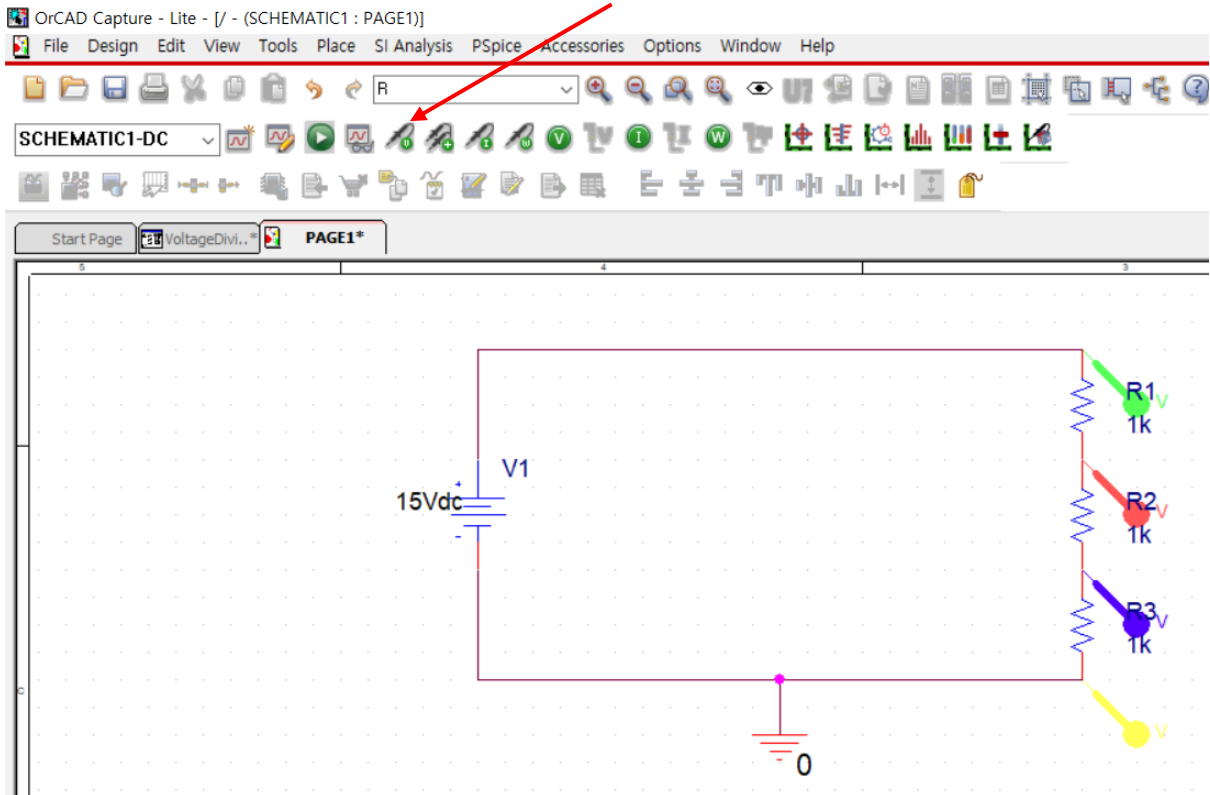 OrCAD Capture - Lite - [/ - (SCHEMATIC1 : PAGE1)]
File Design Edit View Tools Place SI Analysis PSpice Accessories Options Window Help
R
SCHEMATIC1-DC
V I W
Start Page VoltageDivi..* PAGE1*
5 4 3
R1
V
1k
V1
15Vdc
+
-
R2
V
1k
R3
V
1k
C
V
0